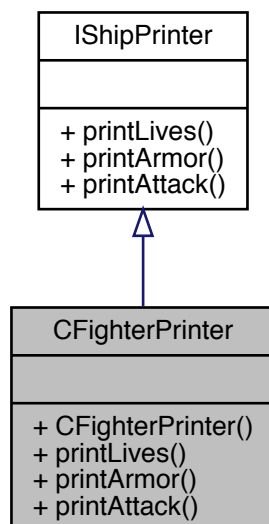 IShipPrinter
+ printLives()
+ printArmor()
+ printAttack()
CFighterPrinter
+ CFighterPrinter()
+ printLives()
+ printArmor()
+ printAttack()